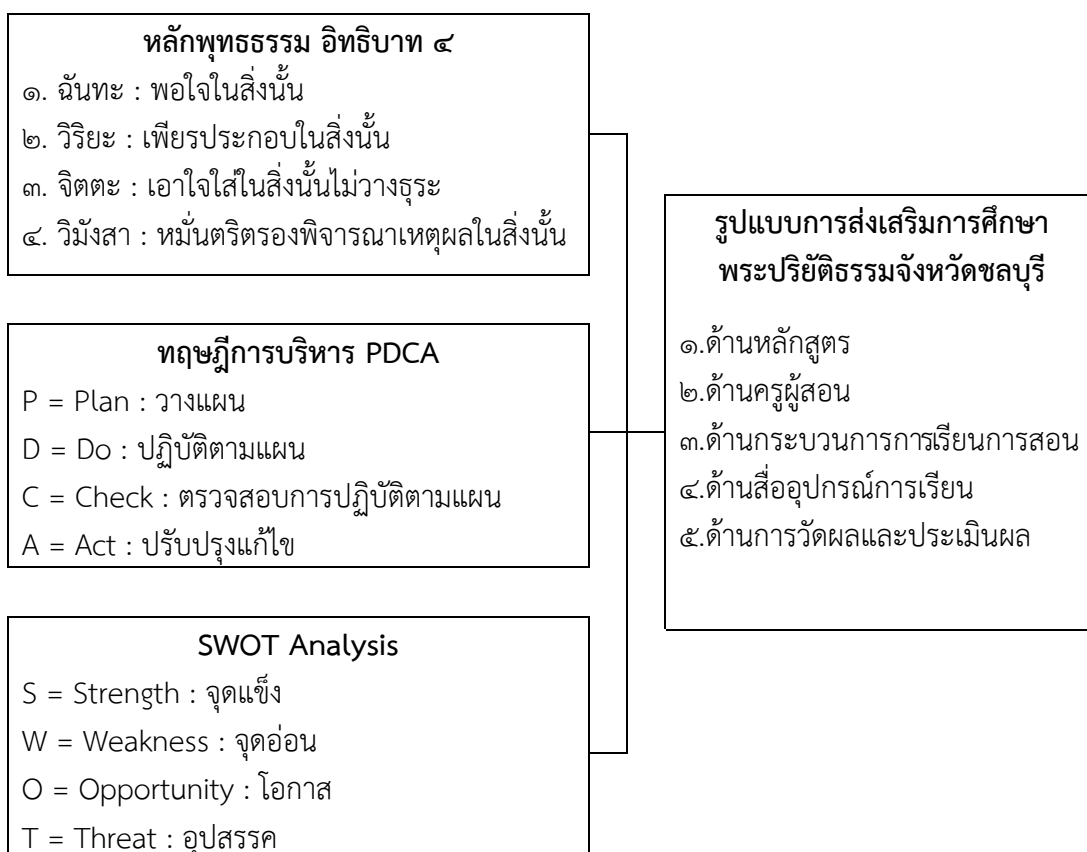 หลักพุทธธรรม อิทธิบาท ๔
๑. ฉันทะ : พอใจในสิ่งนั้น
๒. วิริยะ : เพียรประกอบในสิ่งนั้น
๓. จิตตะ : เอาใจใส่ในสิ่งนั้นไม่วางธุระ
๔. วิมังสา : หมั่นตริตรองพิจารณาเหตุผลในสิ่งนั้น
ทฤษฎีการบริหาร PDCA
P = Plan : วางแผน
D = Do : ปฏิบัติตามแผน
C = Check : ตรวจสอบการปฏิบัติตามแผน
A = Act : ปรับปรุงแก้ไข
SWOT Analysis
S = Strength : จุดแข็ง
W = Weakness : จุดอ่อน
O = Opportunity : โอกาส
T = Threat : อุปสรรค
รูปแบบการส่งเสริมการศึกษา
พระปริยัติธรรมจังหวัดชลบุรี
๑.ด้านหลักสูตร
๒.ด้านครูผู้สอน
๓.ด้านกระบวนการการเรียนการสอน
๔.ด้านสื่ออุปกรณ์การเรียน
๕.ด้านการวัดผลและประเมินผล